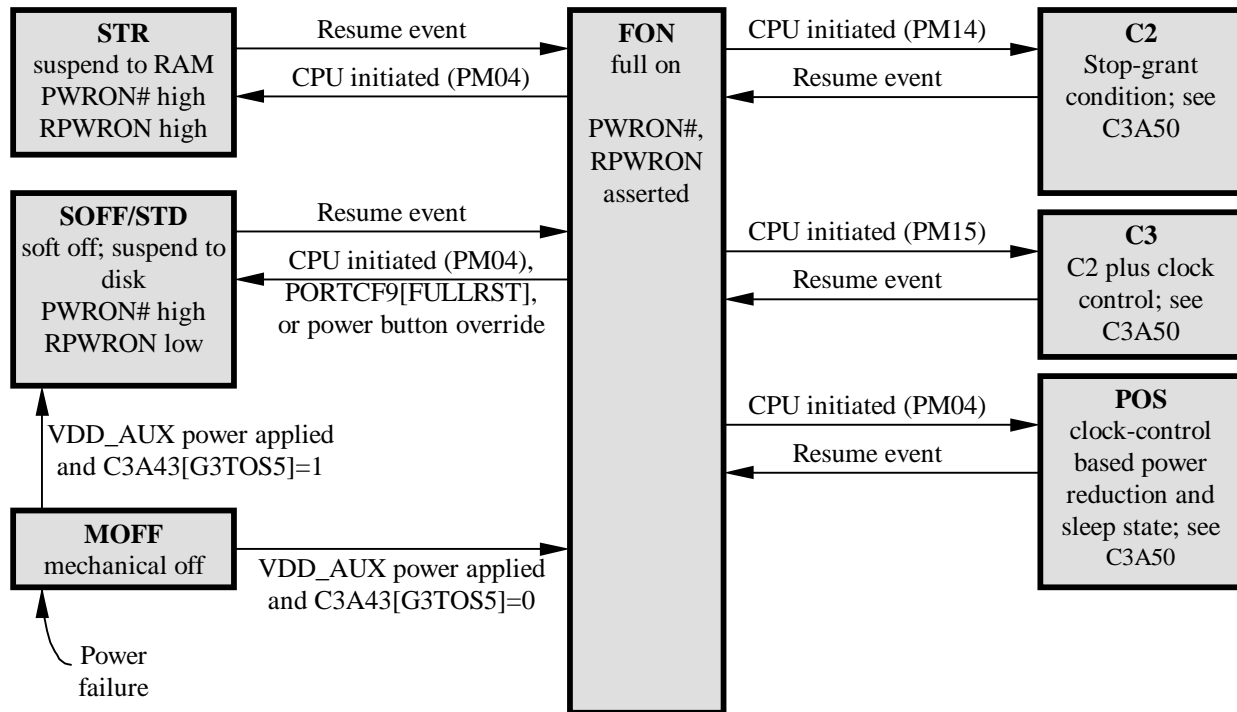 STR
suspend to RAM
PWRON# high
RPWRON high
Resume event
CPU initiated (PM04)
SOFF/STD
soft off; suspend to
disk
PWRON# high
RPWRON low
Resume event
CPU initiated (PM04),
PORTCF9[FULLRST],
or power button override
VDD_AUX power applied
and C3A43[G3TOS5]=1
MOFF
mechanical off
VDD_AUX power applied
and C3A43[G3TOS5]=0
Power
failure
FON
full on
PWRON#,
RPWRON
asserted
CPU initiated (PM14)
Resume event
C2
Stop-grant
condition; see
C3A50
CPU initiated (PM15)
Resume event
C3
C2 plus clock
control; see
C3A50
CPU initiated (PM04)
Resume event
POS
clock-control
based power
reduction and
sleep state; see
C3A50